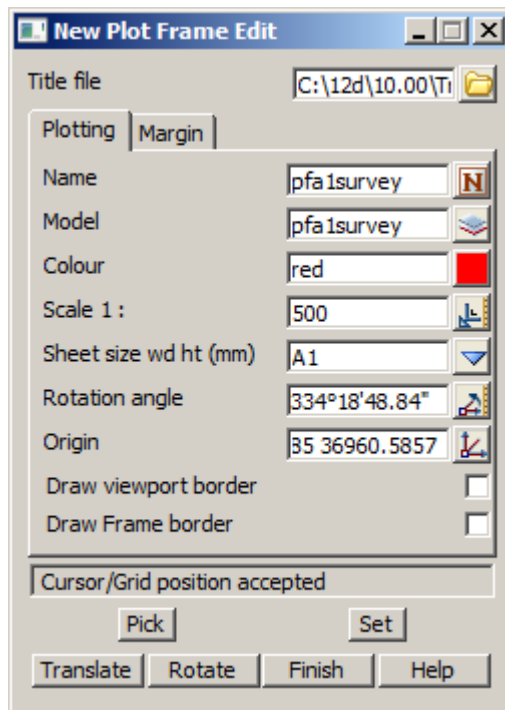 New Plot Frame Edit
Title file C:\12d\10.00\Tr
Plotting Margin
Name pfa1survey N
Model pfa1survey
Colour red
Scale 1 : 500
Sheet size wd ht (mm) A1
Rotation angle 334°18'48.84"
Origin 35 36960.5857
Draw viewport border
Draw Frame border
Cursor/Grid position accepted
Pick Set
Translate Rotate Finish Help